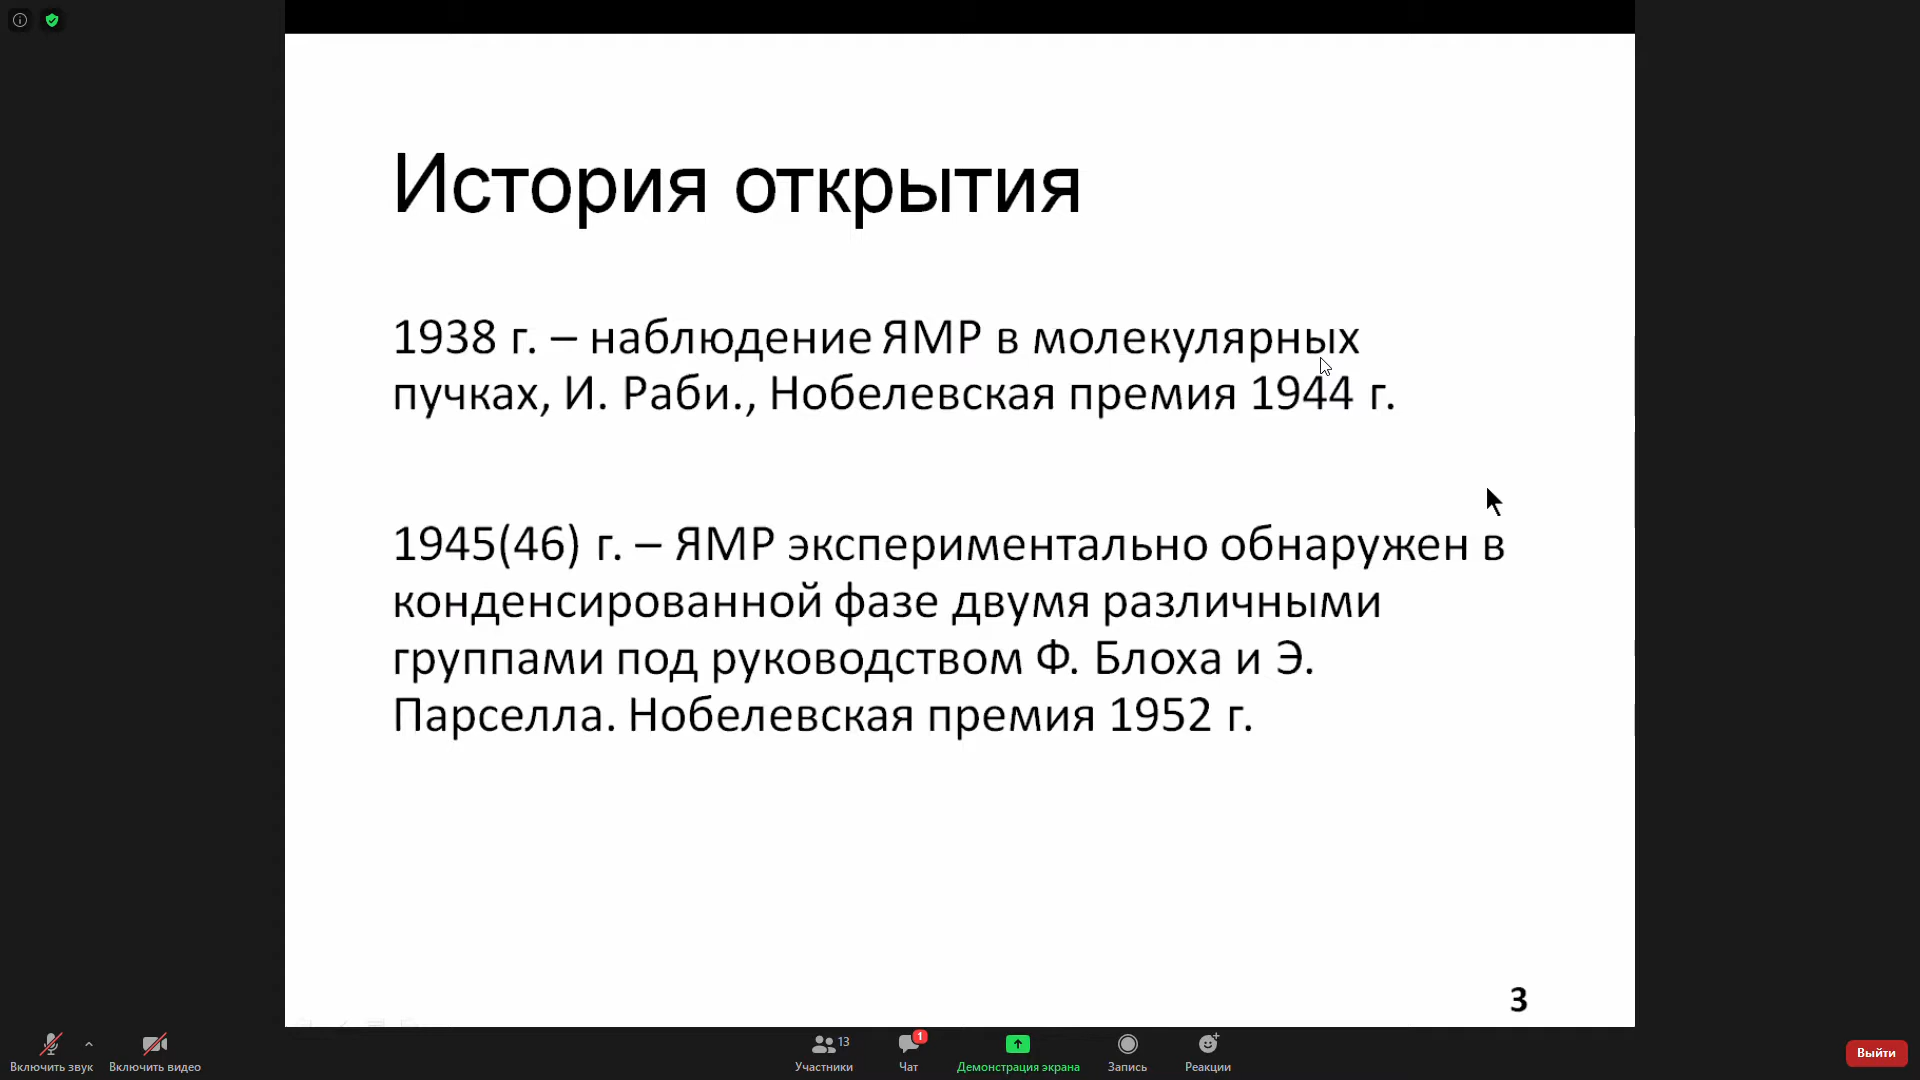 История открытия
1938 г. – наблюдение ЯМР в молекулярных
пучках, И. Раби., Нобелевская премия 1944 г.
1945(46) г. – ЯМР экспериментально обнаружен в
конденсированной фазе двумя различными
группами под руководством Ф. Блоха и Э.
Парселла. Нобелевская премия 1952 г.
3
13
1
Включить звук
Включить видео
Участники
Чат
Демонстрация экрана
Запись
Реакции
Выйти